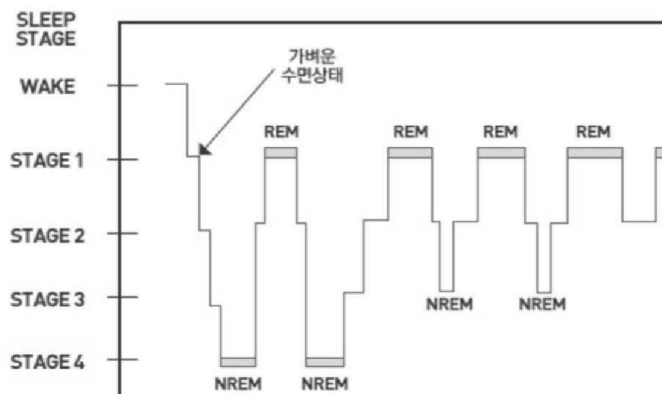 SLEEP
STAGE
가벼운
수면상태
WAKE
REM
REM
REM
REM
STAGE 1
STAGE 2
STAGE 3
NREM
NREM
STAGE 4
NREM
NREM